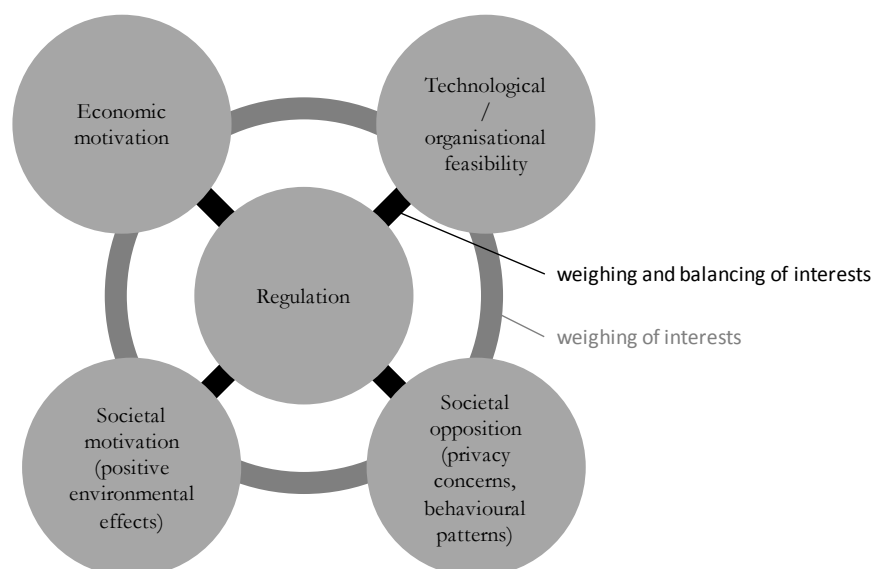 Economic
motivation
Technological
/
organisational
feasibility
Regulation
weighing and balancing of interests
weighing of interests
Societal
motivation
(positive
environmental
effects)
Societal
opposition
(privacy
concerns,
behavioural
patterns)